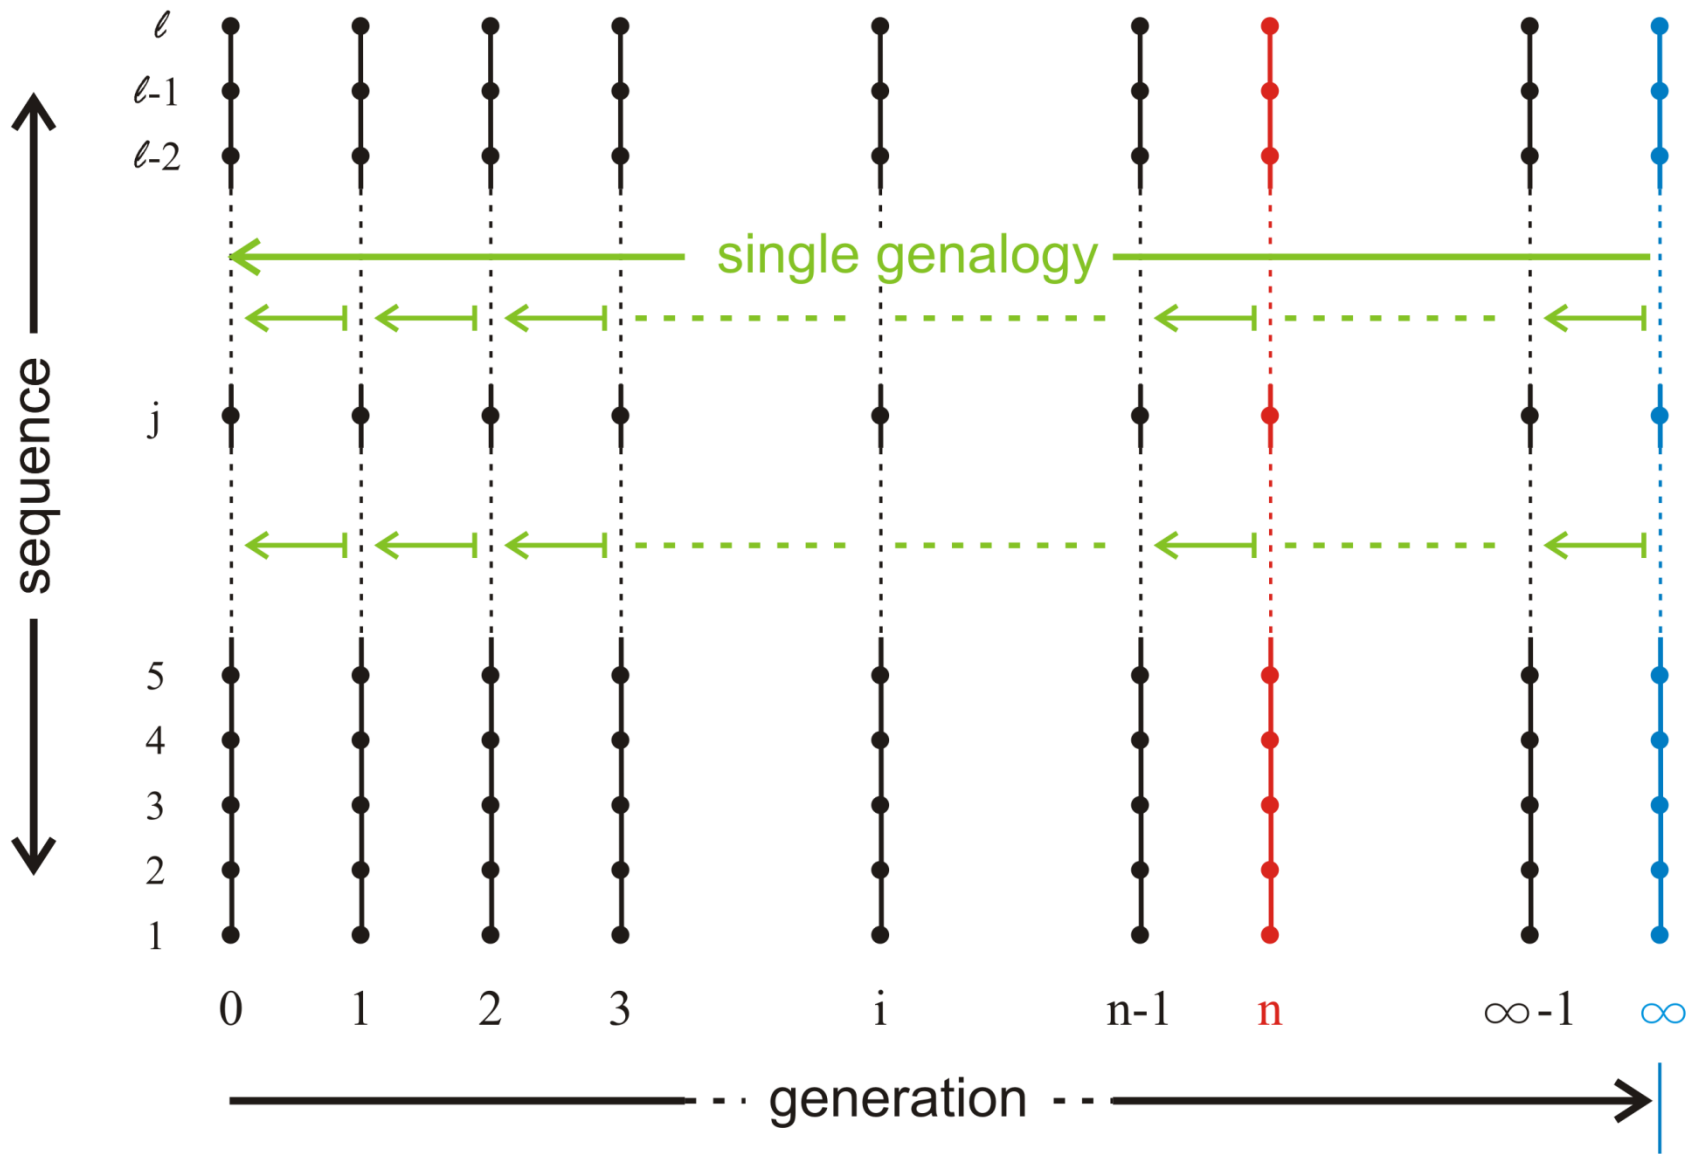 ℓ
ℓ-1
ℓ-2
single genalogy
j
sequence
5
4
3
2
1
0 1 2 3 i n-1 n ∞-1 ∞
generation